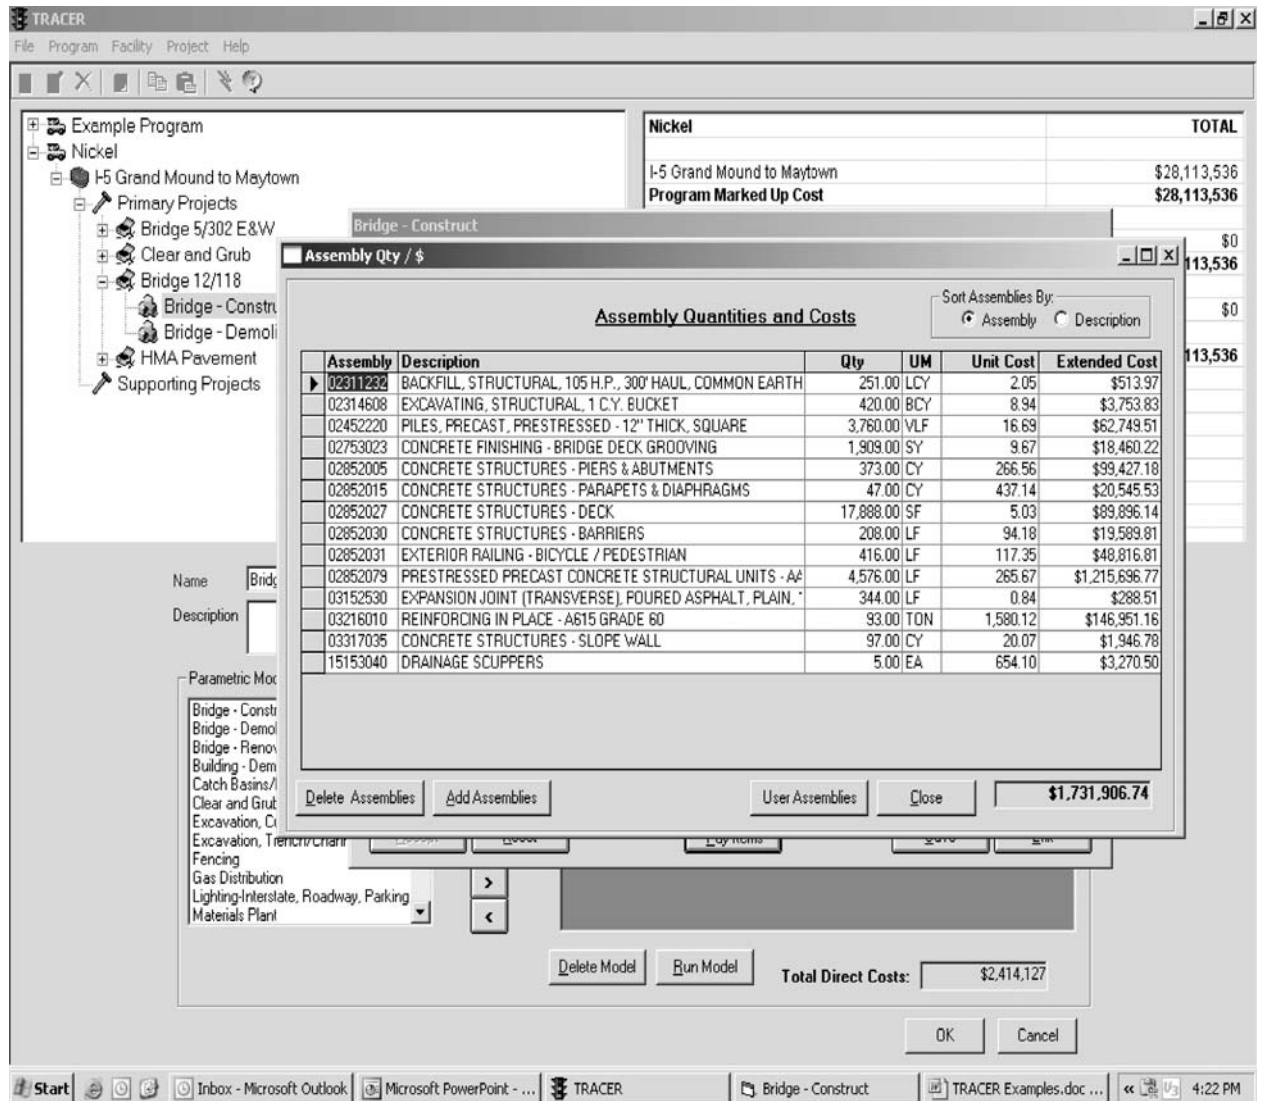 TRACER
File Program Facility Project Help
Example Program
Nickel
I-5 Grand Mound to Maytown
Primary Projects
Bridge 5/302 E&W
Clear and Grub
Bridge 12/118
Bridge - Constru
Bridge - Demoli
HMA Pavement
Supporting Projects
Nickel TOTAL
I-5 Grand Mound to Maytown $28,113,536
Program Marked Up Cost $28,113,536
$0
113,536
$0
113,536
Bridge - Construct
Assembly Qty / $
Assembly Quantities and Costs
Sort Assemblies By:
Assembly Description
Assembly Description Qty UM Unit Cost Extended Cost
02311232 BACKFILL, STRUCTURAL, 105 H.P., 300' HAUL, COMMON EARTH 251.00 LCY 2.05 $513.97
02314608 EXCAVATING, STRUCTURAL, 1 C.Y. BUCKET 420.00 BCY 8.94 $3,753.83
02452220 PILES, PRECAST, PRESTRESSED - 12" THICK, SQUARE 3,760.00 VLF 16.69 $62,749.51
02753023 CONCRETE FINISHING - BRIDGE DECK GROOVING 1,909.00 SY 9.67 $18,460.22
02852005 CONCRETE STRUCTURES - PIERS & ABUTMENTS 373.00 CY 266.56 $99,427.18
02852015 CONCRETE STRUCTURES - PARAPETS & DIAPHRAGMS 47.00 CY 437.14 $20,545.53
02852027 CONCRETE STRUCTURES - DECK 17,888.00 SF 5.03 $89,896.14
02852030 CONCRETE STRUCTURES - BARRIERS 208.00 LF 94.18 $19,589.81
02852031 EXTERIOR RAILING - BICYCLE / PEDESTRIAN 416.00 LF 117.35 $48,816.81
02852079 PRESTRESSED PRECAST CONCRETE STRUCTURAL UNITS - AA 4,576.00 LF 265.67 $1,215,696.77
03152530 EXPANSION JOINT (TRANSVERSE), POURED ASPHALT, PLAIN, 344.00 LF 0.84 $288.51
03216010 REINFORCING IN PLACE - A615 GRADE 60 93.00 TON 1,580.12 $146,951.16
03317035 CONCRETE STRUCTURES - SLOPE WALL 97.00 CY 20.07 $1,946.78
15153040 DRAINAGE SCUPPERS 5.00 EA 654.10 $3,270.50
Delete Assemblies Add Assemblies User Assemblies Close $1,731,906.74
Name Bridg
Description
Parametric Mod
Bridge - Constr
Bridge - Demol
Bridge - Renov
Building - Dem
Catch Basins/
Clear and Grub
Excavation, Cu
Excavation, Trench/Chann
Fencing
Gas Distribution
Lighting-Interstate, Roadway, Parking
Materials Plant
Pay Items
>
<
Delete Model Run Model Total Direct Costs: $2,414,127
OK Cancel
Start Inbox - Microsoft Outlook Microsoft PowerPoint - ... TRACER Bridge - Construct TRACER Examples.doc ... « 4:22 PM